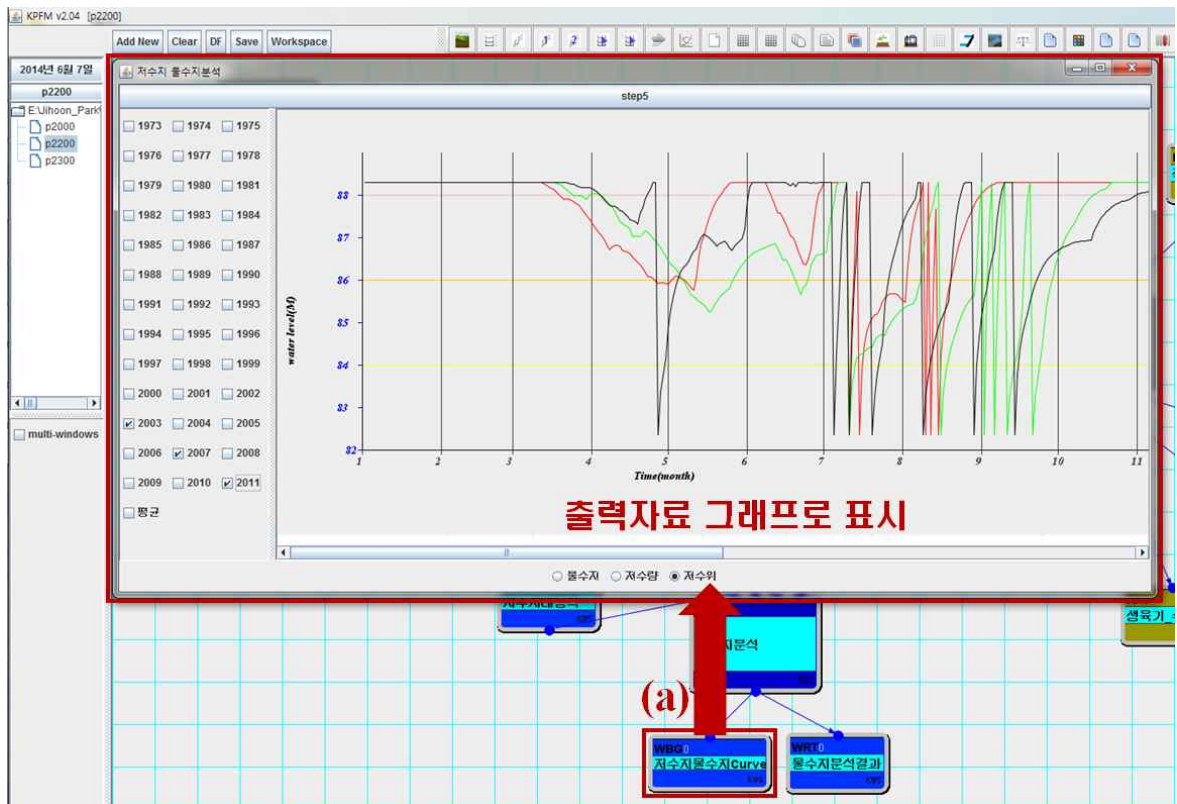 KPFM v2.04 [p2200]
Add New Clear DF Save Workspace
2014년 6월 7일
p2200
E:\Jihoon_Park\
p2000
p2200
p2300
multi-windows
저수지 물수지분석
step5
1973 1974 1975
1976 1977 1978
1979 1980 1981
1982 1983 1984
1985 1986 1987
1988 1989 1990
1991 1992 1993
1994 1995 1996
1997 1998 1999
2000 2001 2002
2003 2004 2005
2006 2007 2008
2009 2010 2011
평균
water level(M)
88
87
86
85
84
83
82
1 2 3 4 5 6 7 8 9 10 11
Time(month)
출력자료 그래프로 표시
물수지 저수량 저수위
지분석
생육기_
(a)
WBG0
저수지물수지Curve
WRT0
물수지분석결과